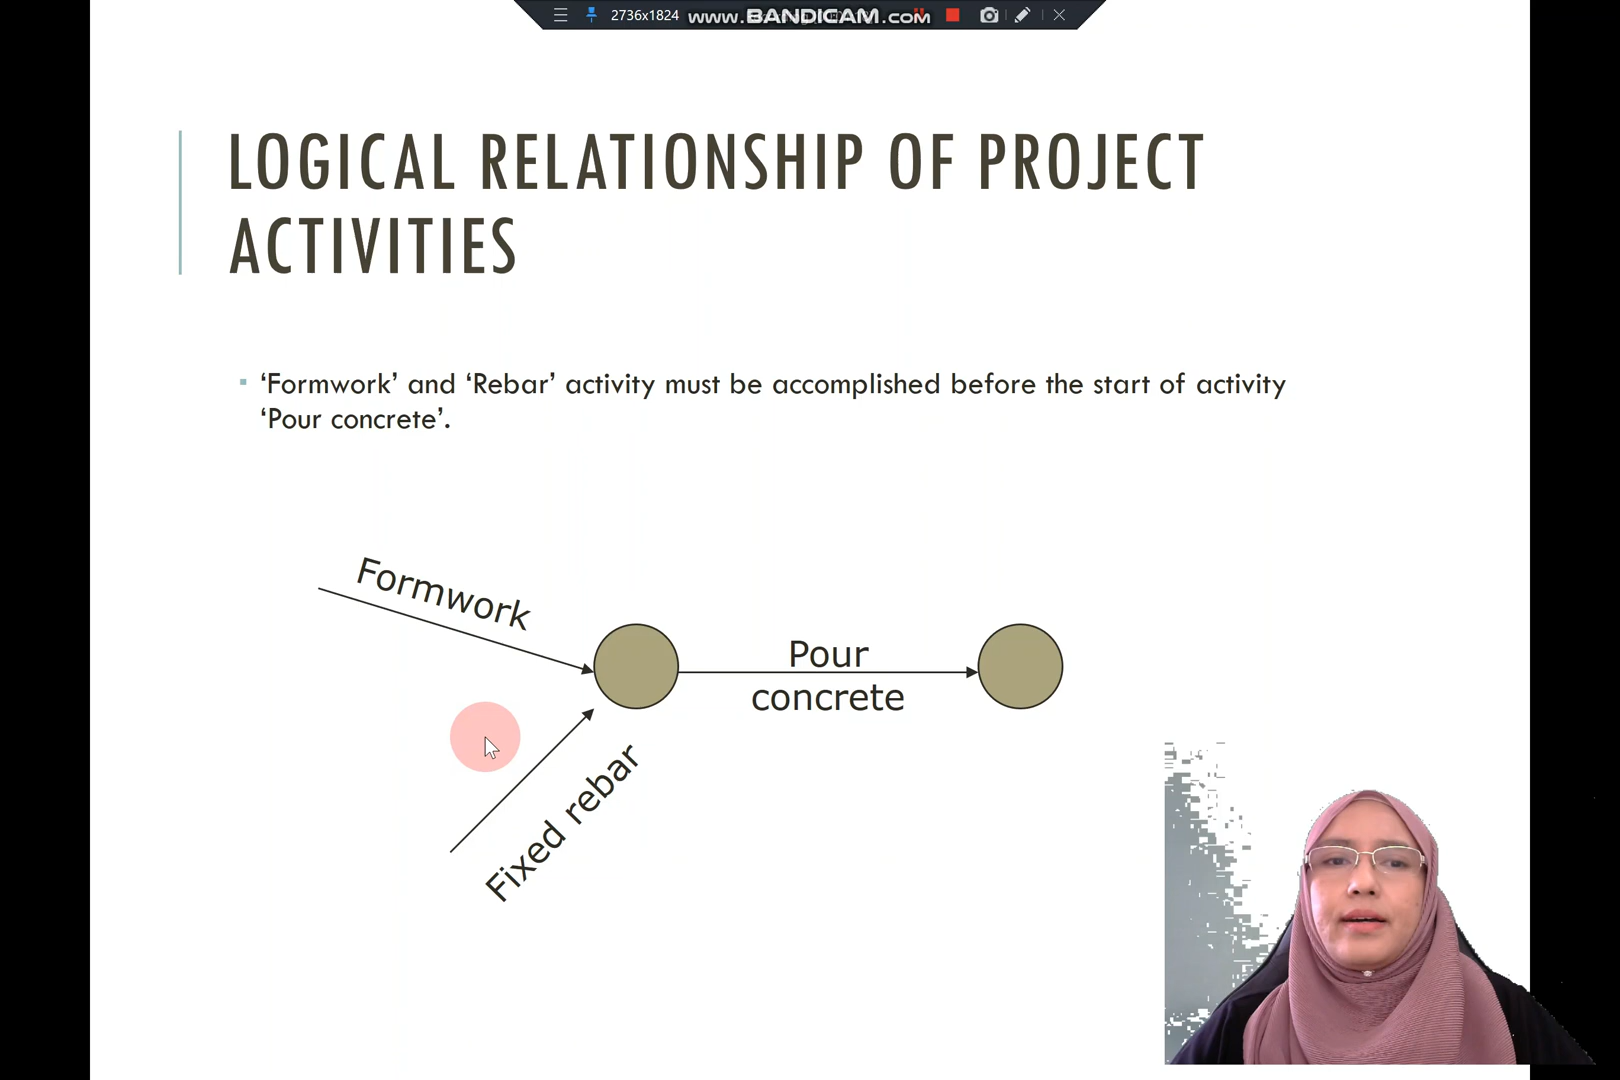 2736x1824 www.BANDICAM.com
LOGICAL RELATIONSHIP OF PROJECT
ACTIVITIES
▪ ‘Formwork’ and ‘Rebar’ activity must be accomplished before the start of activity
‘Pour concrete’.
Formwork
Pour
concrete
Fixed rebar